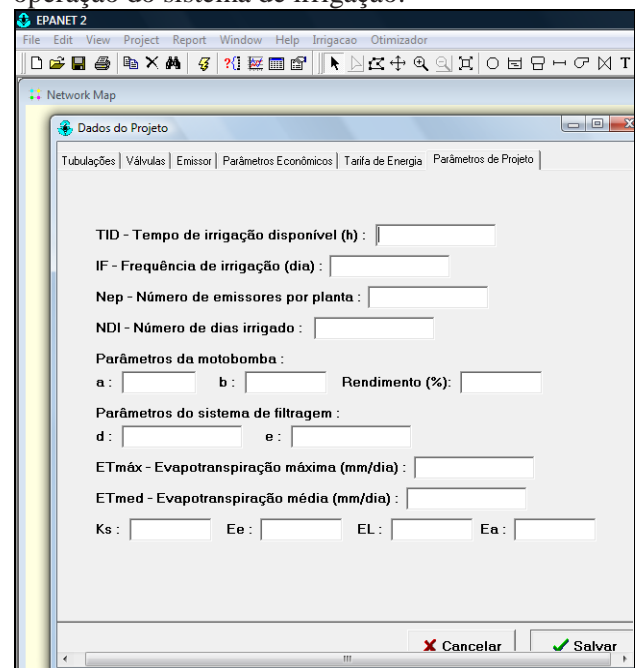 operação do sistema de irrigação.
EPANET 2
File Edit View Project Report Window Help Irrigacao Otimizador
T
Network Map
Dados do Projeto
Tubulações Válvulas Emissor Parâmetros Econômicos Tarifa de Energia Parâmetros de Projeto
TID - Tempo de irrigação disponível (h) :
IF - Frequência de irrigação (dia) :
Nep - Número de emissores por planta :
NDI - Número de dias irrigado :
Parâmetros da motobomba :
a : b : Rendimento (%):
Parâmetros do sistema de filtragem :
d : e :
ETmáx - Evapotranspiração máxima (mm/dia) :
ETmed - Evapotranspiração média (mm/dia) :
Ks : Ee : EL : Ea :
Cancelar Salvar